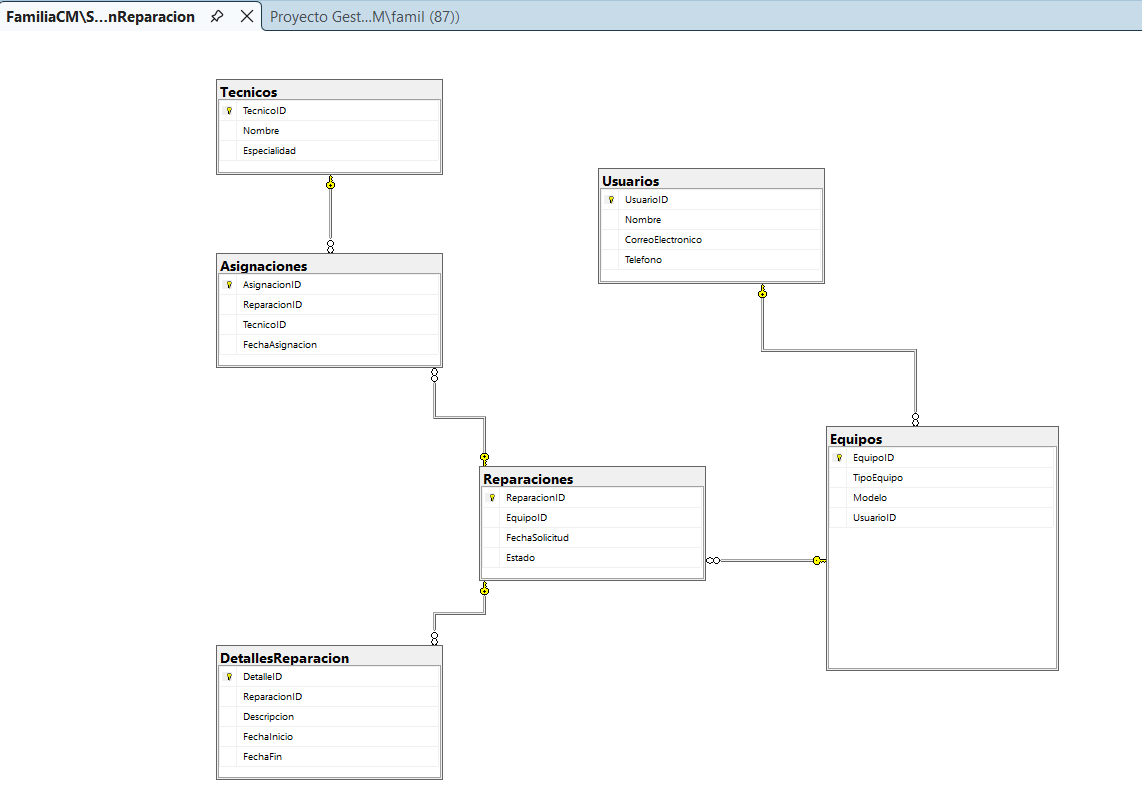 FamiliaCM\S...nReparacion
Proyecto Gest...M\famil (87))
Tecnicos
TecnicoID
Nombre
Especialidad
Usuarios
UsuarioID
Nombre
CorreoElectronico
Telefono
Asignaciones
AsignacionID
ReparacionID
TecnicoID
FechaAsignacion
Equipos
EquipoID
TipoEquipo
Modelo
UsuarioID
Reparaciones
ReparacionID
EquipoID
FechaSolicitud
Estado
DetallesReparacion
DetalleID
ReparacionID
Descripcion
FechaInicio
FechaFin